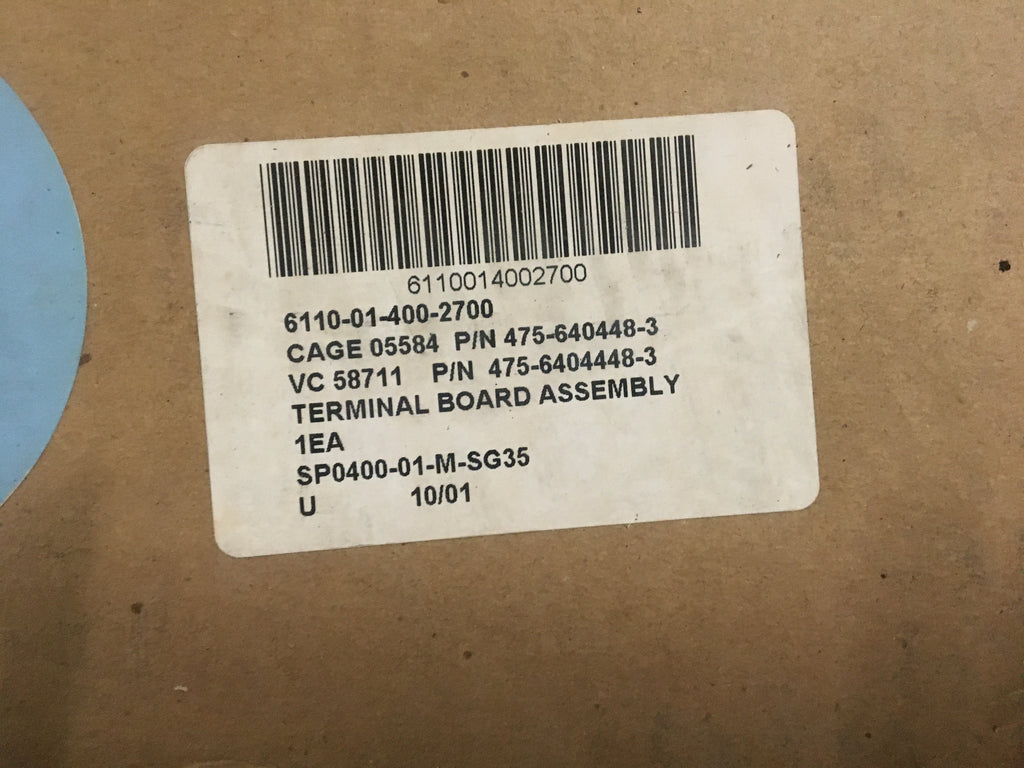 6110014002700
6110-01-400-2700
CAGE 05584 P/N 475-640448-3
VC 58711 P/N 475-6404448-3
TERMINAL BOARD ASSEMBLY
1EA
SP0400-01-M-SG35
U 10/01